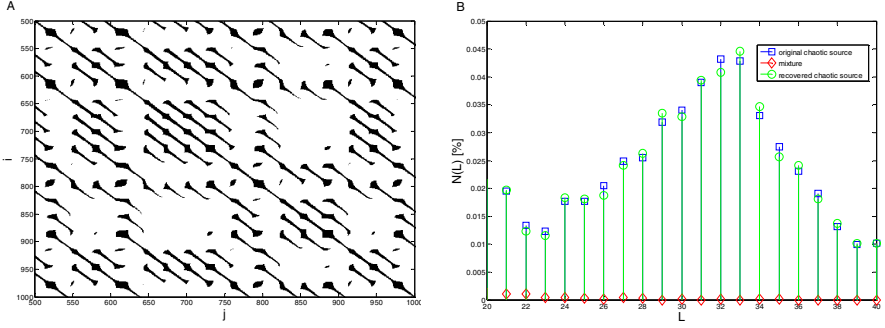 A
500
550
600
650
700
750
800
850
900
950
1000
i
500 550 600 650 700 750 800 850 900 950 1000
j
B
0.05
0.045
0.04
0.035
0.03
0.025
0.02
0.015
0.01
0.005
0
N(L) [%]
original chaotic source
mixture
recovered chaotic source
20 22 24 26 28 30 32 34 36 38 40
L